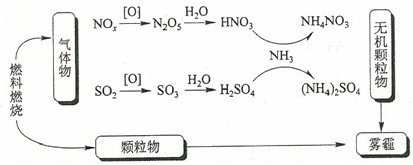 燃料燃烧
气体物
NOx [O] N2O5 H2O HNO3 NH4NO3
NH3
SO2 [O] SO3 H2O H2SO4 (NH4)2SO4
无机颗粒物
颗粒物
雾霾